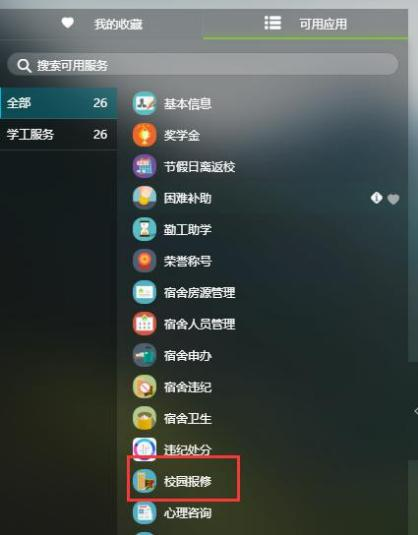 我的收藏
可用应用
搜索可用服务
全部 26
学工服务 26
基本信息
奖学金
节假日离返校
困难补助
勤工助学
荣誉称号
宿舍房源管理
宿舍人员管理
宿舍申办
宿舍违纪
宿舍卫生
违纪处分
校园报修
心理咨询